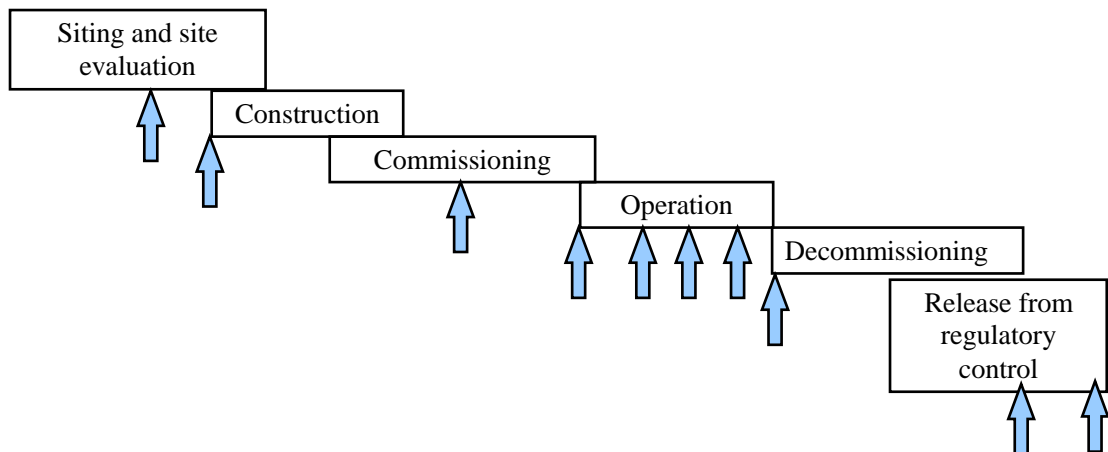 Siting and site
evaluation
Construction
Commissioning
Operation
Decommissioning
Release from
regulatory
control